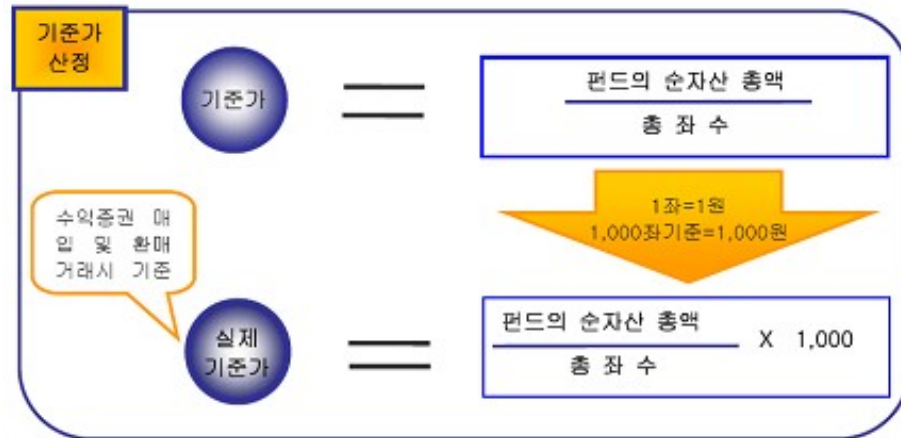 기준가
산정
기준가
펀드의 순자산 총액
총 좌 수
1좌=1원
1,000좌기준=1,000원
수익증권 매
입 및 환매
거래시 기준
실제
기준가
펀드의 순자산 총액
총 좌 수
X 1,000